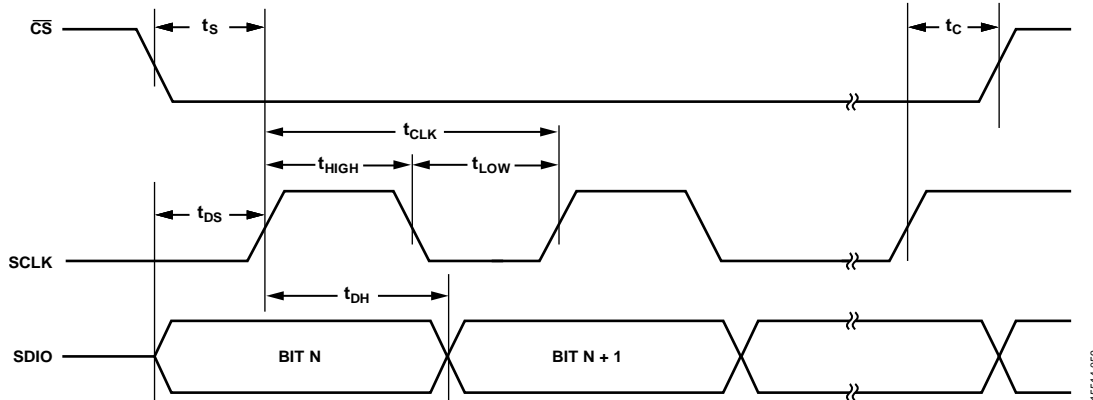 CS
tS
tC
tCLK
tHIGH
tLOW
tDS
SCLK
tDH
SDIO
BIT N
BIT N + 1